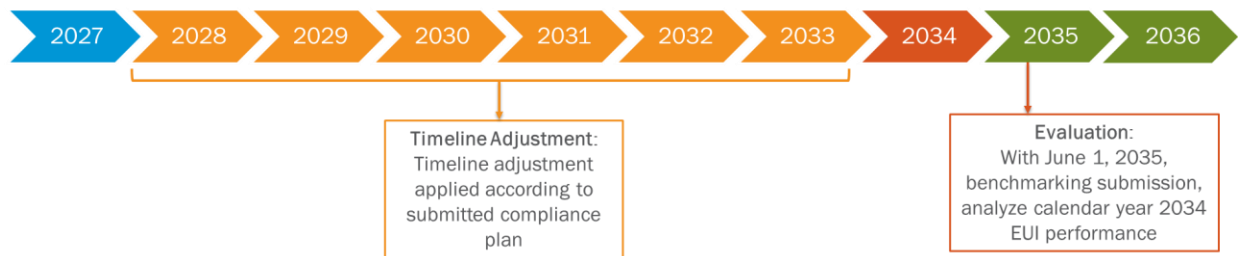 2027 2028 2029 2030 2031 2032 2033 2034 2035 2036
Timeline Adjustment:
Timeline adjustment
applied according to
submitted compliance
plan
Evaluation:
With June 1, 2035,
benchmarking submission,
analyze calendar year 2034
EUI performance